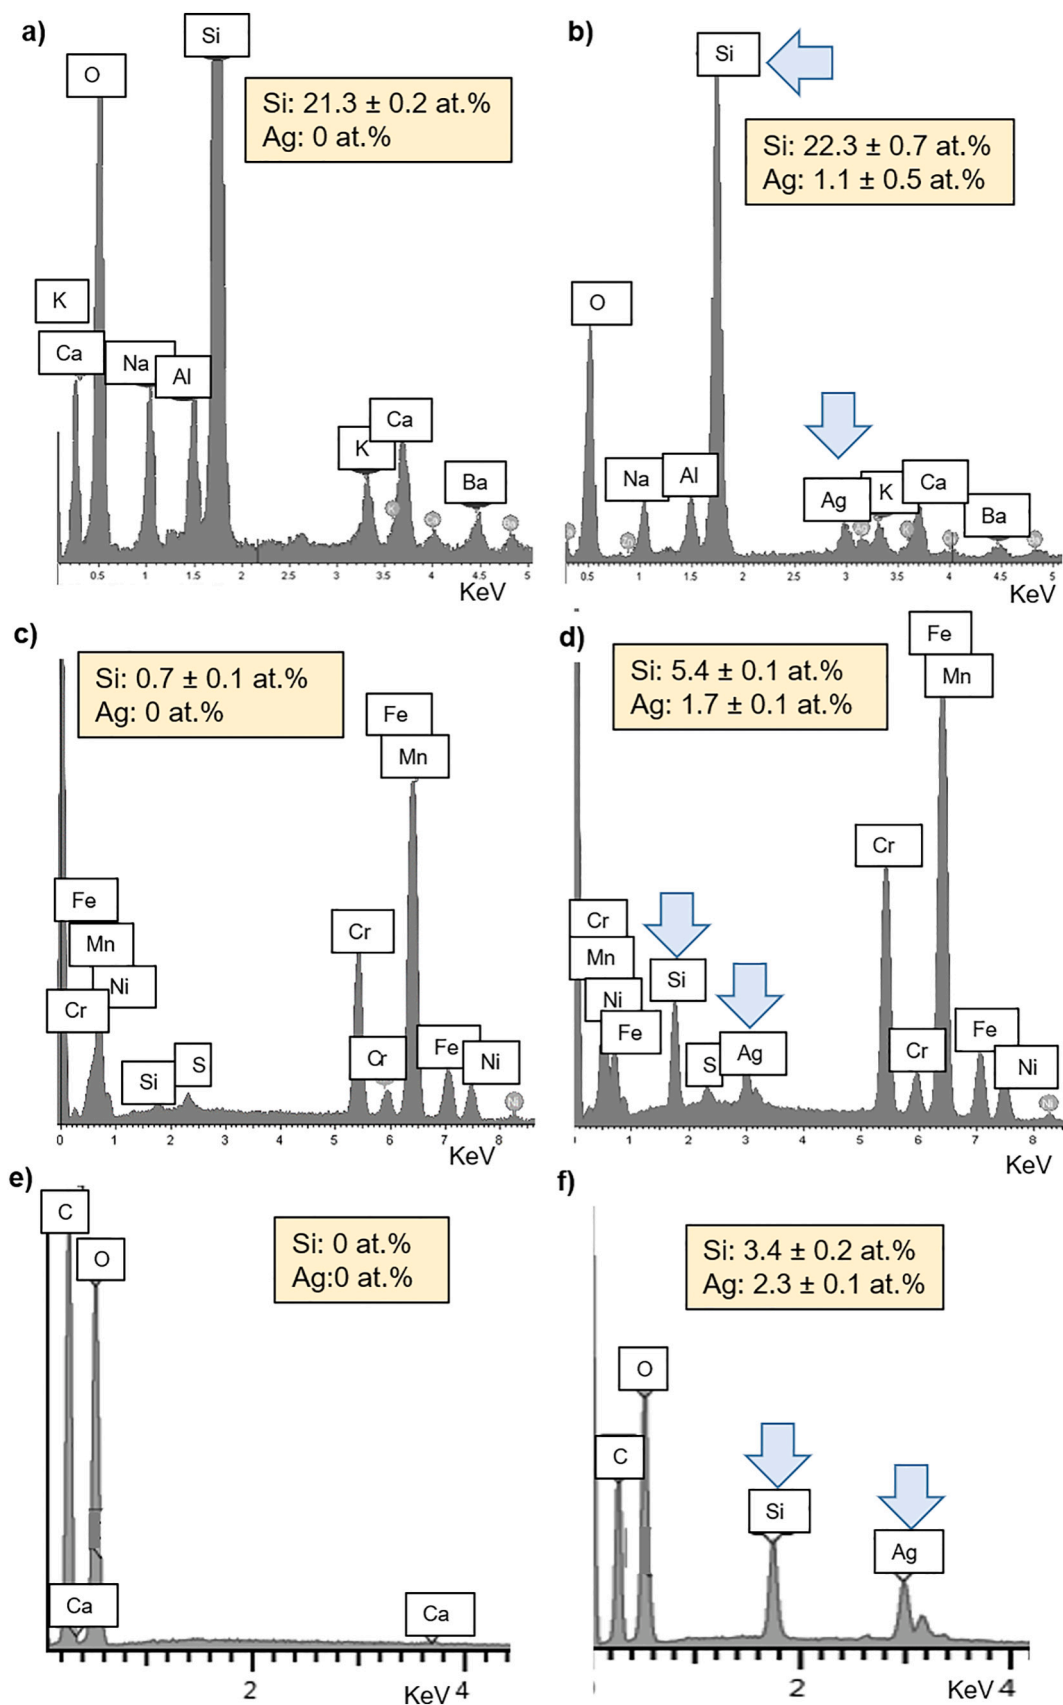 a)
Si
O
Si: 21.3 ± 0.2 at.%
Ag: 0 at.%
K
Ca
Na
Al
K
Ca
Ba
0.5 1 1.5 2 2.5 3 3.5 4 4.5 5
KeV
b)
Si
Si: 22.3 ± 0.7 at.%
Ag: 1.1 ± 0.5 at.%
O
Na
Al
Ag
K
Ca
Ba
0.5 1 1.5 2 2.5 3 3.5 4 4.5 5
KeV
c)
Si: 0.7 ± 0.1 at.%
Ag: 0 at.%
Fe
Mn
Fe
Mn
Ni
Cr
Si
S
Cr
Cr
Fe
Ni
Ni
0 1 2 3 4 5 6 7 8
KeV
d)
Si: 5.4 ± 0.1 at.%
Ag: 1.7 ± 0.1 at.%
Fe
Mn
Cr
Cr
Mn
Ni
Fe
Si
S
Ag
Cr
Fe
Ni
Ni
1 2 3 4 5 6 7 8
KeV
e)
C
O
Si: 0 at.%
Ag:0 at.%
Ca
Ca
2 KeV 4
f)
Si: 3.4 ± 0.2 at.%
Ag: 2.3 ± 0.1 at.%
O
C
Si
Ag
2 KeV 4